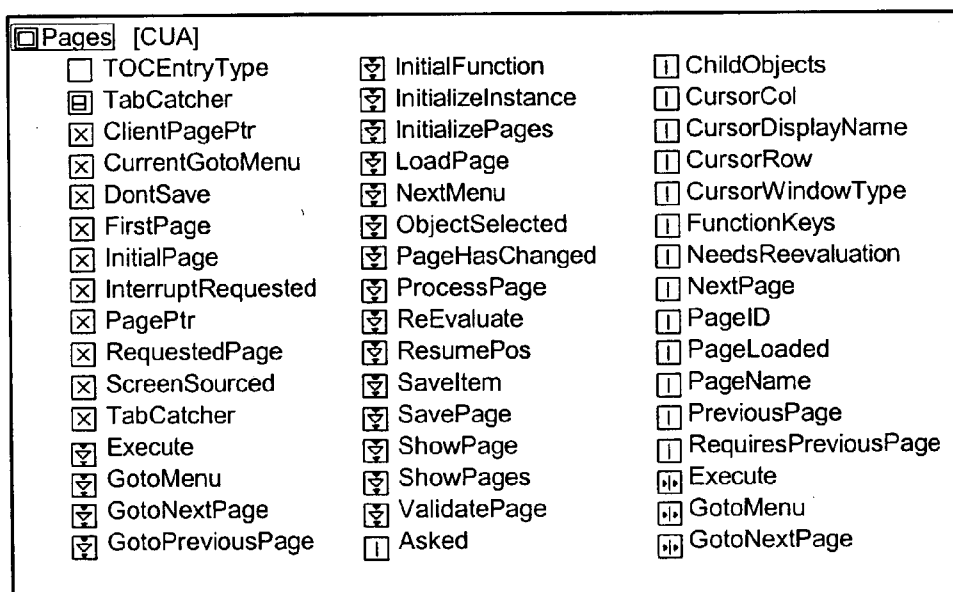 Pages [CUA]
TOCEntryType
TabCatcher
ClientPagePtr
CurrentGotoMenu
DontSave
FirstPage
InitialPage
InterruptRequested
PagePtr
RequestedPage
ScreenSourced
TabCatcher
Execute
GotoMenu
GotoNextPage
GotoPreviousPage
InitialFunction
InitializeInstance
InitializePages
LoadPage
NextMenu
ObjectSelected
PageHasChanged
ProcessPage
ReEvaluate
ResumePos
SaveItem
SavePage
ShowPage
ShowPages
ValidatePage
Asked
ChildObjects
CursorCol
CursorDisplayName
CursorRow
CursorWindowType
FunctionKeys
NeedsReevaluation
NextPage
PageID
PageLoaded
PageName
PreviousPage
RequiresPreviousPage
Execute
GotoMenu
GotoNextPage